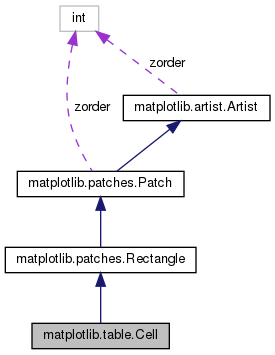 int
zorder
zorder
matplotlib.artist.Artist
matplotlib.patches.Patch
matplotlib.patches.Rectangle
matplotlib.table.Cell